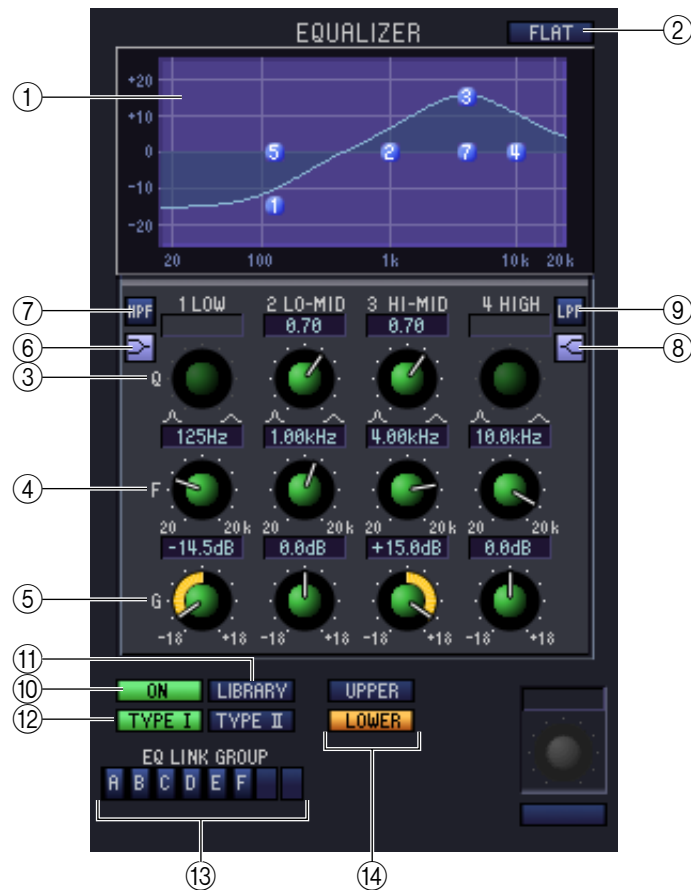 EQUALIZER FLAT ②
①
+20
+10
0
-10
-20
③
⑤ ② ⑦ ④
①
20 100 1k 10k 20k
⑦ HPF 1 LOW 2 LO-MID 3 HI-MID 4 HIGH LPF ⑨
0.70 0.70
⑥ ⑧
③ Q
125Hz 1.00kHz 4.00kHz 10.0kHz
④ F
20 20k 20 20k 20 20k 20 20k
-14.5dB 0.0dB +15.0dB 0.0dB
⑤ G
-18 +18 -18 +18 -18 +18 -18 +18
⑪
⑩ ON LIBRARY UPPER
⑫ TYPE I TYPE II LOWER
EQ LINK GROUP
A B C D E F
⑬ ⑭